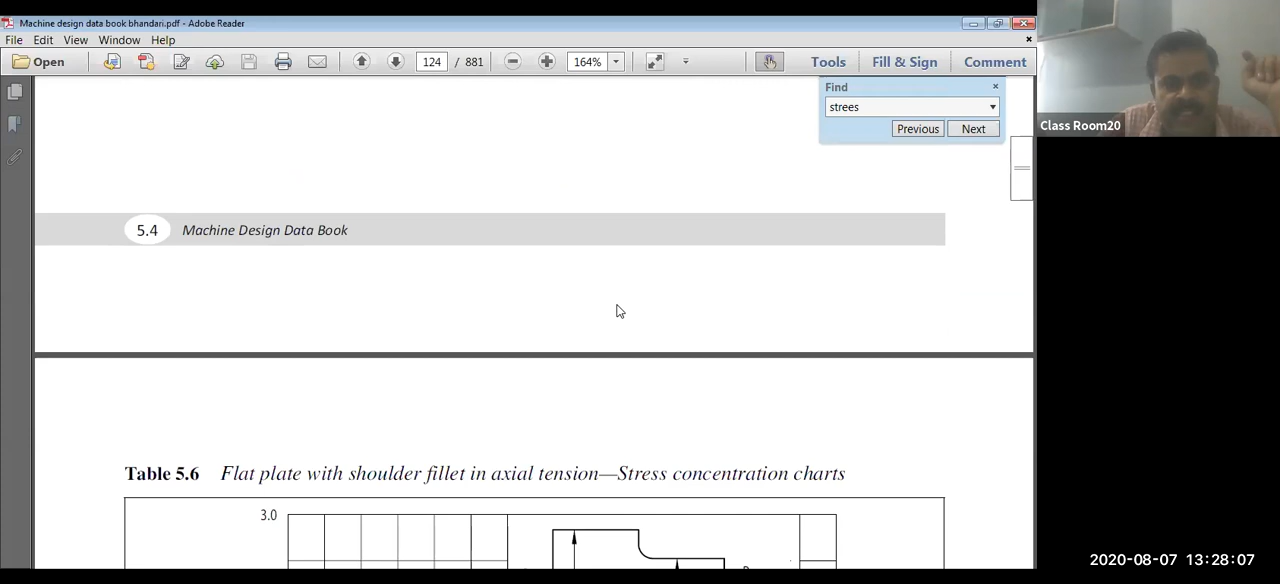 Machine design data book bhandari.pdf - Adobe Reader
File Edit View Window Help
Open 124 / 881 164% Tools Fill & Sign Comment
Find
strees
Previous Next
Class Room20
5.4 Machine Design Data Book
Table 5.6 Flat plate with shoulder fillet in axial tension—Stress concentration charts
3.0
2020-08-07 13:28:07